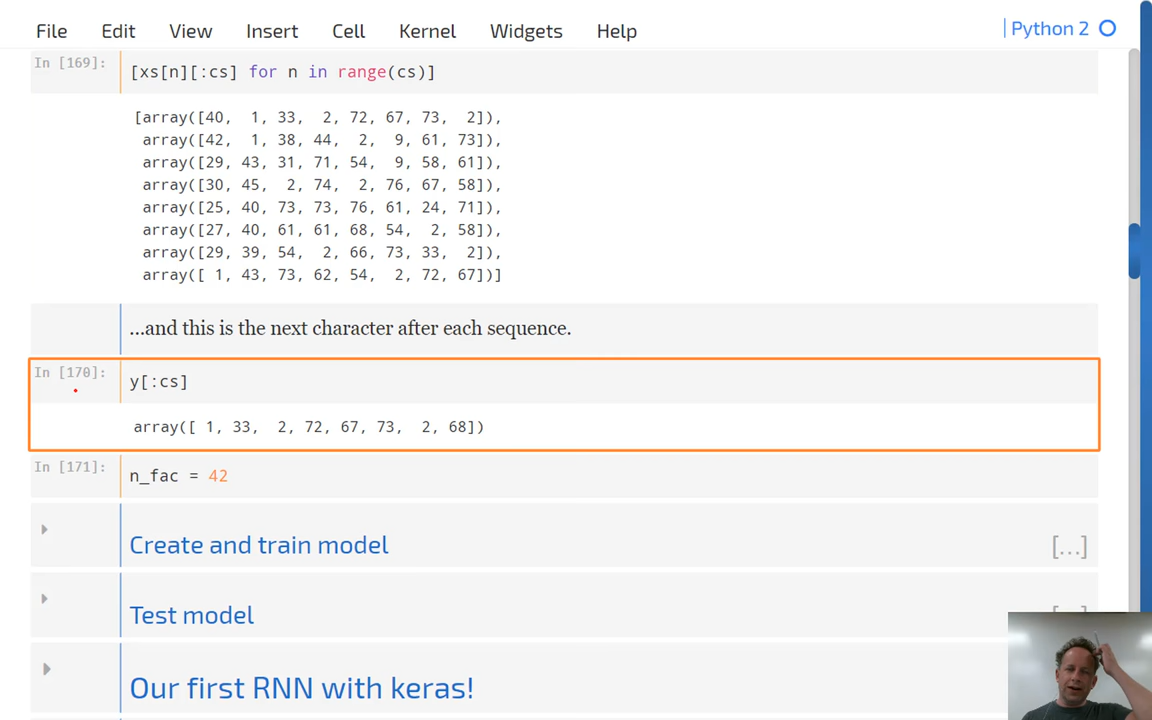 File Edit View Insert Cell Kernel Widgets Help Python 2
In [169]: [xs[n][:cs] for n in range(cs)]
[array([40, 1, 33, 2, 72, 67, 73, 2]),
array([42, 1, 38, 44, 2, 9, 61, 73]),
array([29, 43, 31, 71, 54, 9, 58, 61]),
array([30, 45, 2, 74, 2, 76, 67, 58]),
array([25, 40, 73, 73, 76, 61, 24, 71]),
array([27, 40, 61, 61, 68, 54, 2, 58]),
array([29, 39, 54, 2, 66, 73, 33, 2]),
array([ 1, 43, 73, 62, 54, 2, 72, 67])]
...and this is the next character after each sequence.
In [170]: y[:cs]
array([ 1, 33, 2, 72, 67, 73, 2, 68])
In [171]: n_fac = 42
Create and train model [...]
Test model [...]
Our first RNN with keras!